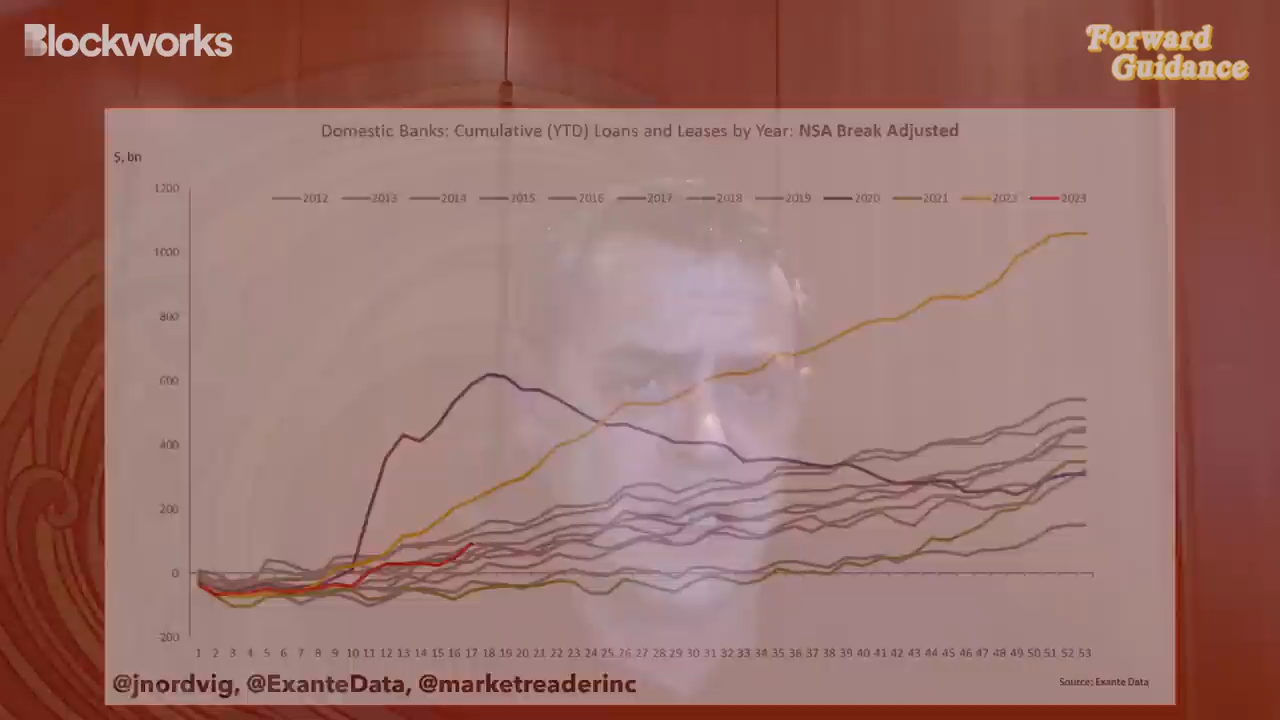 Blockworks
Forward
Guidance
Domestic Banks: Cumulative (YTD) Loans and Leases by Year: NSA Break Adjusted
$, bn
2012 2013 2014 2015 2016 2017 2018 2019 2020 2021 2022 2023
1200
1000
800
600
400
200
0
200
1 2 3 4 5 6 7 8 9 10 11 12 13 14 15 16 17 18 19 20 21 22 23 24 25 26 27 28 29 30 31 32 33 34 35 36 37 38 39 40 41 42 43 44 45 46 47 48 49 50 51 52 53
@jnordvig, @ExanteData, @marketreaderinc
Source: Exante Data